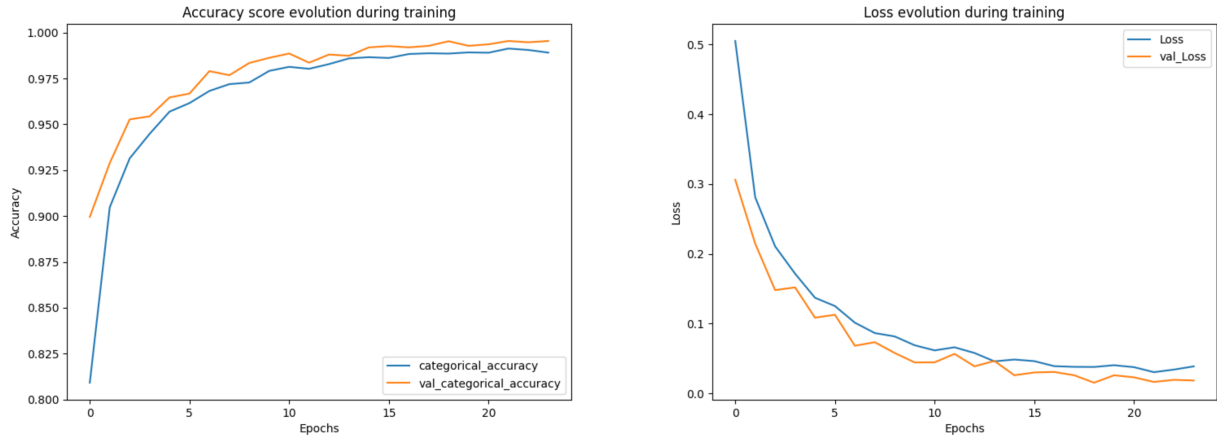 Accuracy score evolution during training
1.000
0.975
0.950
0.925
0.900
0.875
0.850
0.825
0.800
Accuracy
categorical_accuracy
val_categorical_accuracy
0 5 10 15 20
Epochs
Loss evolution during training
0.5
0.4
0.3
0.2
0.1
0.0
Loss
Loss
val_Loss
0 5 10 15 20
Epochs